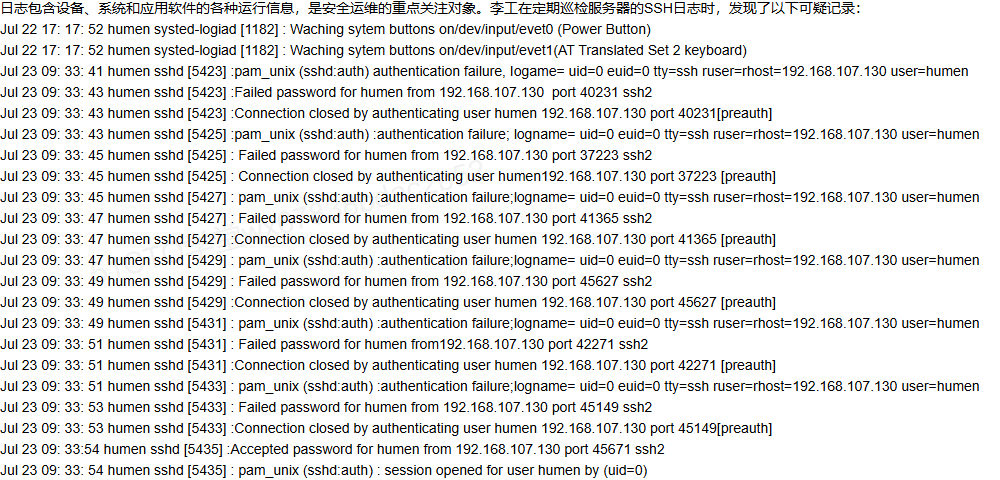 日志包含设备、系统和应用软件的各种运行信息，是安全运维的重点关注对象。李工在定期巡检服务器的SSH日志时，发现了以下可疑记录：
Jul 22 17: 17: 52 humen systed-logiad [1182] : Waching sytem buttons on/dev/input/evet0 (Power Button)
Jul 22 17: 17: 52 humen systed-logiad [1182] : Waching sytem buttons on/dev/input/evet1(AT Translated Set 2 keyboard)
Jul 23 09: 33: 41 humen sshd [5423] :pam_unix (sshd:auth) authentication failure, logame= uid=0 euid=0 tty=ssh ruser=rhost=192.168.107.130 user=humen
Jul 23 09: 33: 43 humen sshd [5423] :Failed password for humen from 192.168.107.130  port 40231 ssh2
Jul 23 09: 33: 43 humen sshd [5423] :Connection closed by authenticating user humen 192.168.107.130 port 40231[preauth]
Jul 23 09: 33: 43 humen sshd [5425] :pam_unix (sshd:auth) :authentication failure; logname= uid=0 euid=0 tty=ssh ruser=rhost=192.168.107.130 user=humen
Jul 23 09: 33: 45 humen sshd [5425] : Failed password for humen from 192.168.107.130 port 37223 ssh2
Jul 23 09: 33: 45 humen sshd [5425] : Connection closed by authenticating user humen192.168.107.130 port 37223 [preauth]
Jul 23 09: 33: 45 humen sshd [5427] : pam_unix (sshd:auth) :authentication failure;logname= uid=0 euid=0 tty=ssh ruser=rhost=192.168.107.130 user=humen
Jul 23 09: 33: 47 humen sshd [5427] : Failed password for humen from 192.168.107.130 port 41365 ssh2
Jul 23 09: 33: 47 humen sshd [5427] :Connection closed by authenticating user humen 192.168.107.130 port 41365 [preauth]
Jul 23 09: 33: 47 humen sshd [5429] : pam_unix (sshd:auth) :authentication failure;logname= uid=0 euid=0 tty=ssh ruser=rhost=192.168.107.130 user=humen
Jul 23 09: 33: 49 humen sshd [5429] : Failed password for humen from 192.168.107.130 port 45627 ssh2
Jul 23 09: 33: 49 humen sshd [5429] :Connection closed by authenticating user humen 192.168.107.130 port 45627 [preauth]
Jul 23 09: 33: 49 humen sshd [5431] : pam_unix (sshd:auth) :authentication failure;logname= uid=0 euid=0 tty=ssh ruser=rhost=192.168.107.130 user=humen
Jul 23 09: 33: 51 humen sshd [5431] : Failed password for humen from192.168.107.130 port 42271 ssh2
Jul 23 09: 33: 51 humen sshd [5431] :Connection closed by authenticating user humen 192.168.107.130 port 42271 [preauth]
Jul 23 09: 33: 51 humen sshd [5433] : pam_unix (sshd:auth) :authentication failure;logname= uid=0 euid=0 tty=ssh ruser=rhost=192.168.107.130 user=humen
Jul 23 09: 33: 53 humen sshd [5433] : Failed password for humen from 192.168.107.130 port 45149 ssh2
Jul 23 09: 33: 53 humen sshd [5433] :Connection closed by authenticating user humen 192.168.107.130 port 45149[preauth]
Jul 23 09: 33:54 humen sshd [5435] :Accepted password for humen from 192.168.107.130 port 45671 ssh2
Jul 23 09: 33: 54 humen sshd [5435] : pam_unix (sshd:auth) : session opened for user humen by (uid=0)